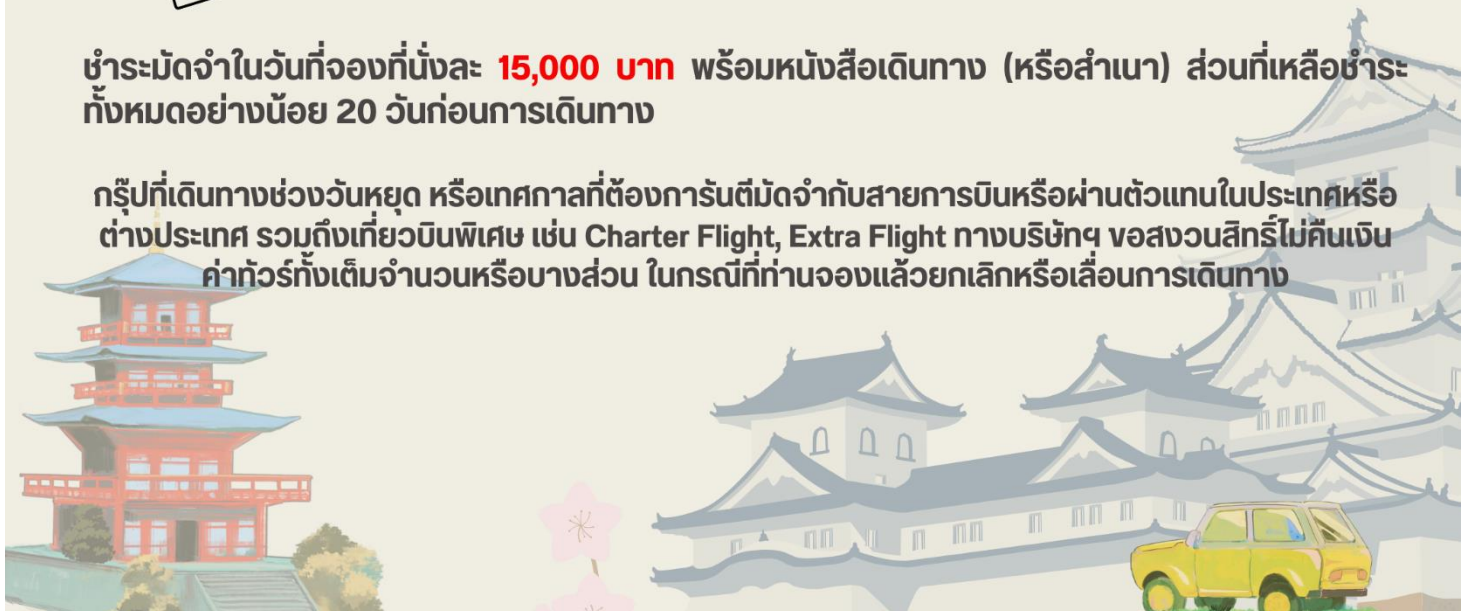 ชำระมัดจำในวันที่จองที่นั่งละ 15,000 บาท พร้อมหนังสือเดินทาง (หรือสำเนา) ส่วนที่เหลือชำระ
ทั้งหมดอย่างน้อย 20 วันก่อนการเดินทาง
กรุ๊ปที่เดินทางช่วงวันหยุด หรือเทศกาลที่ต้องการันตีมัดจำกับสายการบินหรือผ่านตัวแทนในประเทศหรือ
ต่างประเทศ รวมถึงเที่ยวบินพิเศษ เช่น Charter Flight, Extra Flight ทางบริษัทฯ ขอสงวนสิทธิ์ไม่คืนเงิน
ค่าทัวร์ทั้งเต็มจำนวนหรือบางส่วน ในกรณีที่ท่านจองแล้วยกเลิกหรือเลื่อนการเดินทาง